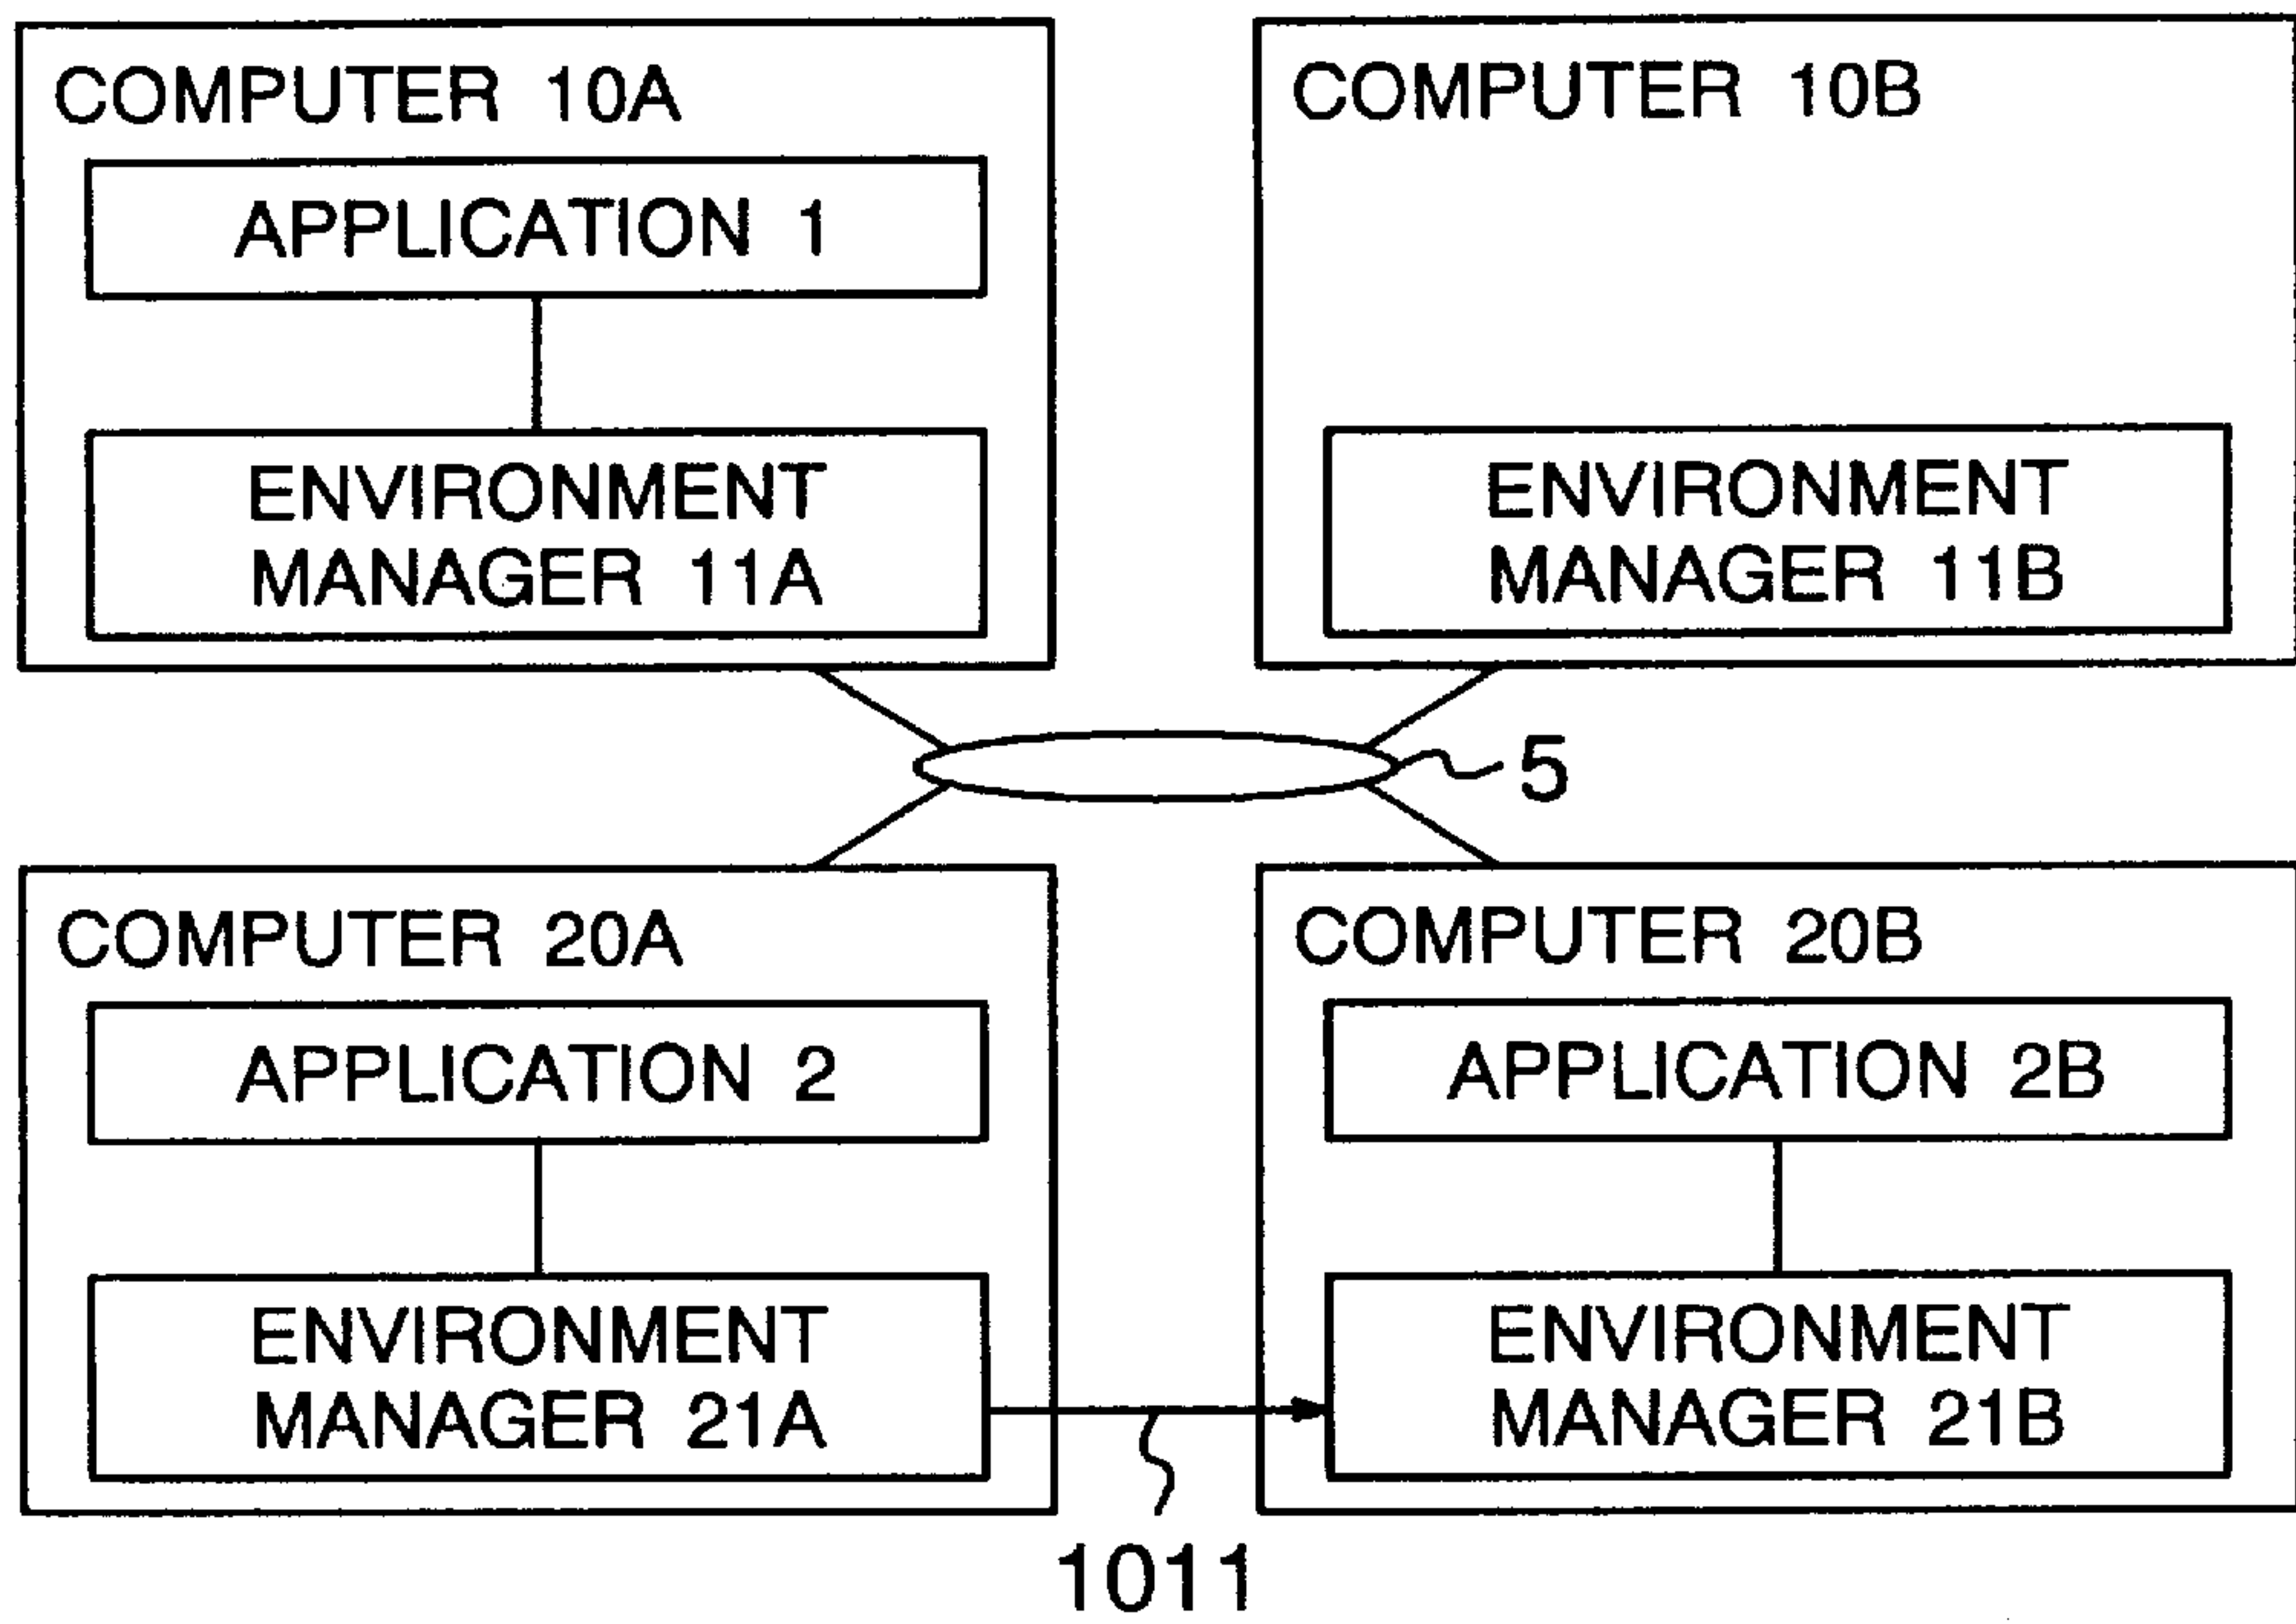 COMPUTER 10A
APPLICATION 1
ENVIRONMENT
MANAGER 11A
COMPUTER 10B
ENVIRONMENT
MANAGER 11B
5
COMPUTER 20A
APPLICATION 2
ENVIRONMENT
MANAGER 21A
COMPUTER 20B
APPLICATION 2B
ENVIRONMENT
MANAGER 21B
1011